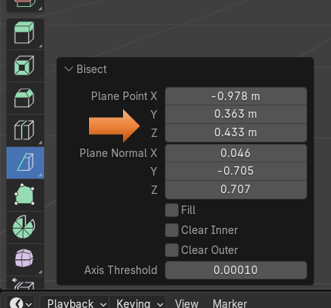 Bisect
Plane Point X -0.978 m
Y 0.363 m
Z 0.433 m
Plane Normal X 0.046
Y -0.705
Z 0.707
Fill
Clear Inner
Clear Outer
Axis Threshold 0.00010
Playback Keying View Marker